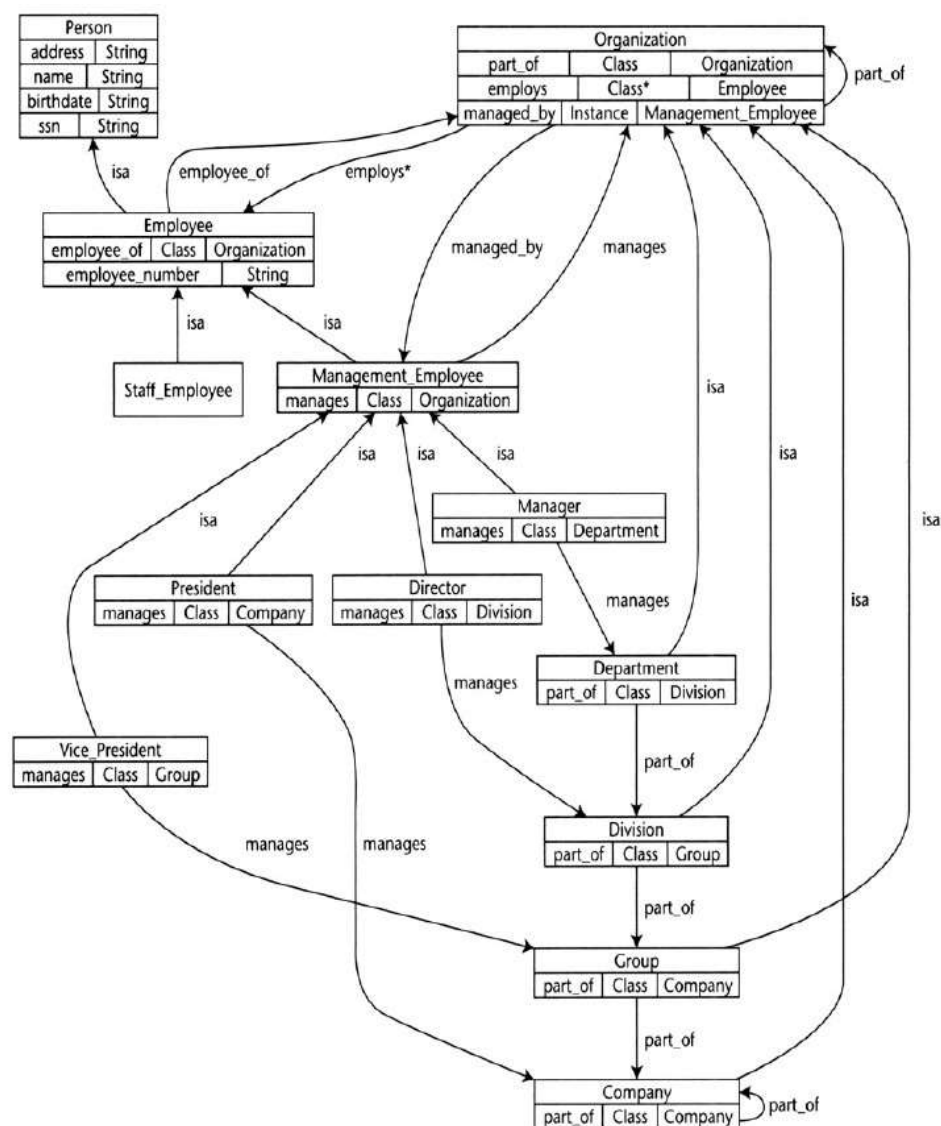 Person
address String
name String
birthdate String
ssn String
Organization
part_of Class Organization
employs Class* Employee
managed_by Instance Management_Employee
part_of
isa
employee_of
employs*
Employee
employee_of Class Organization
employee_number String
managed_by
manages
isa
isa
Staff_Employee
Management_Employee
manages Class Organization
isa
isa
isa
isa
isa
isa
Manager
manages Class Department
isa
isa
President
manages Class Company
Director
manages Class Division
manages
Department
part_of Class Division
manages
Vice_President
manages Class Group
part_of
Division
part_of Class Group
manages
manages
part_of
Group
part_of Class Company
part_of
Company
part_of Class Company
part_of